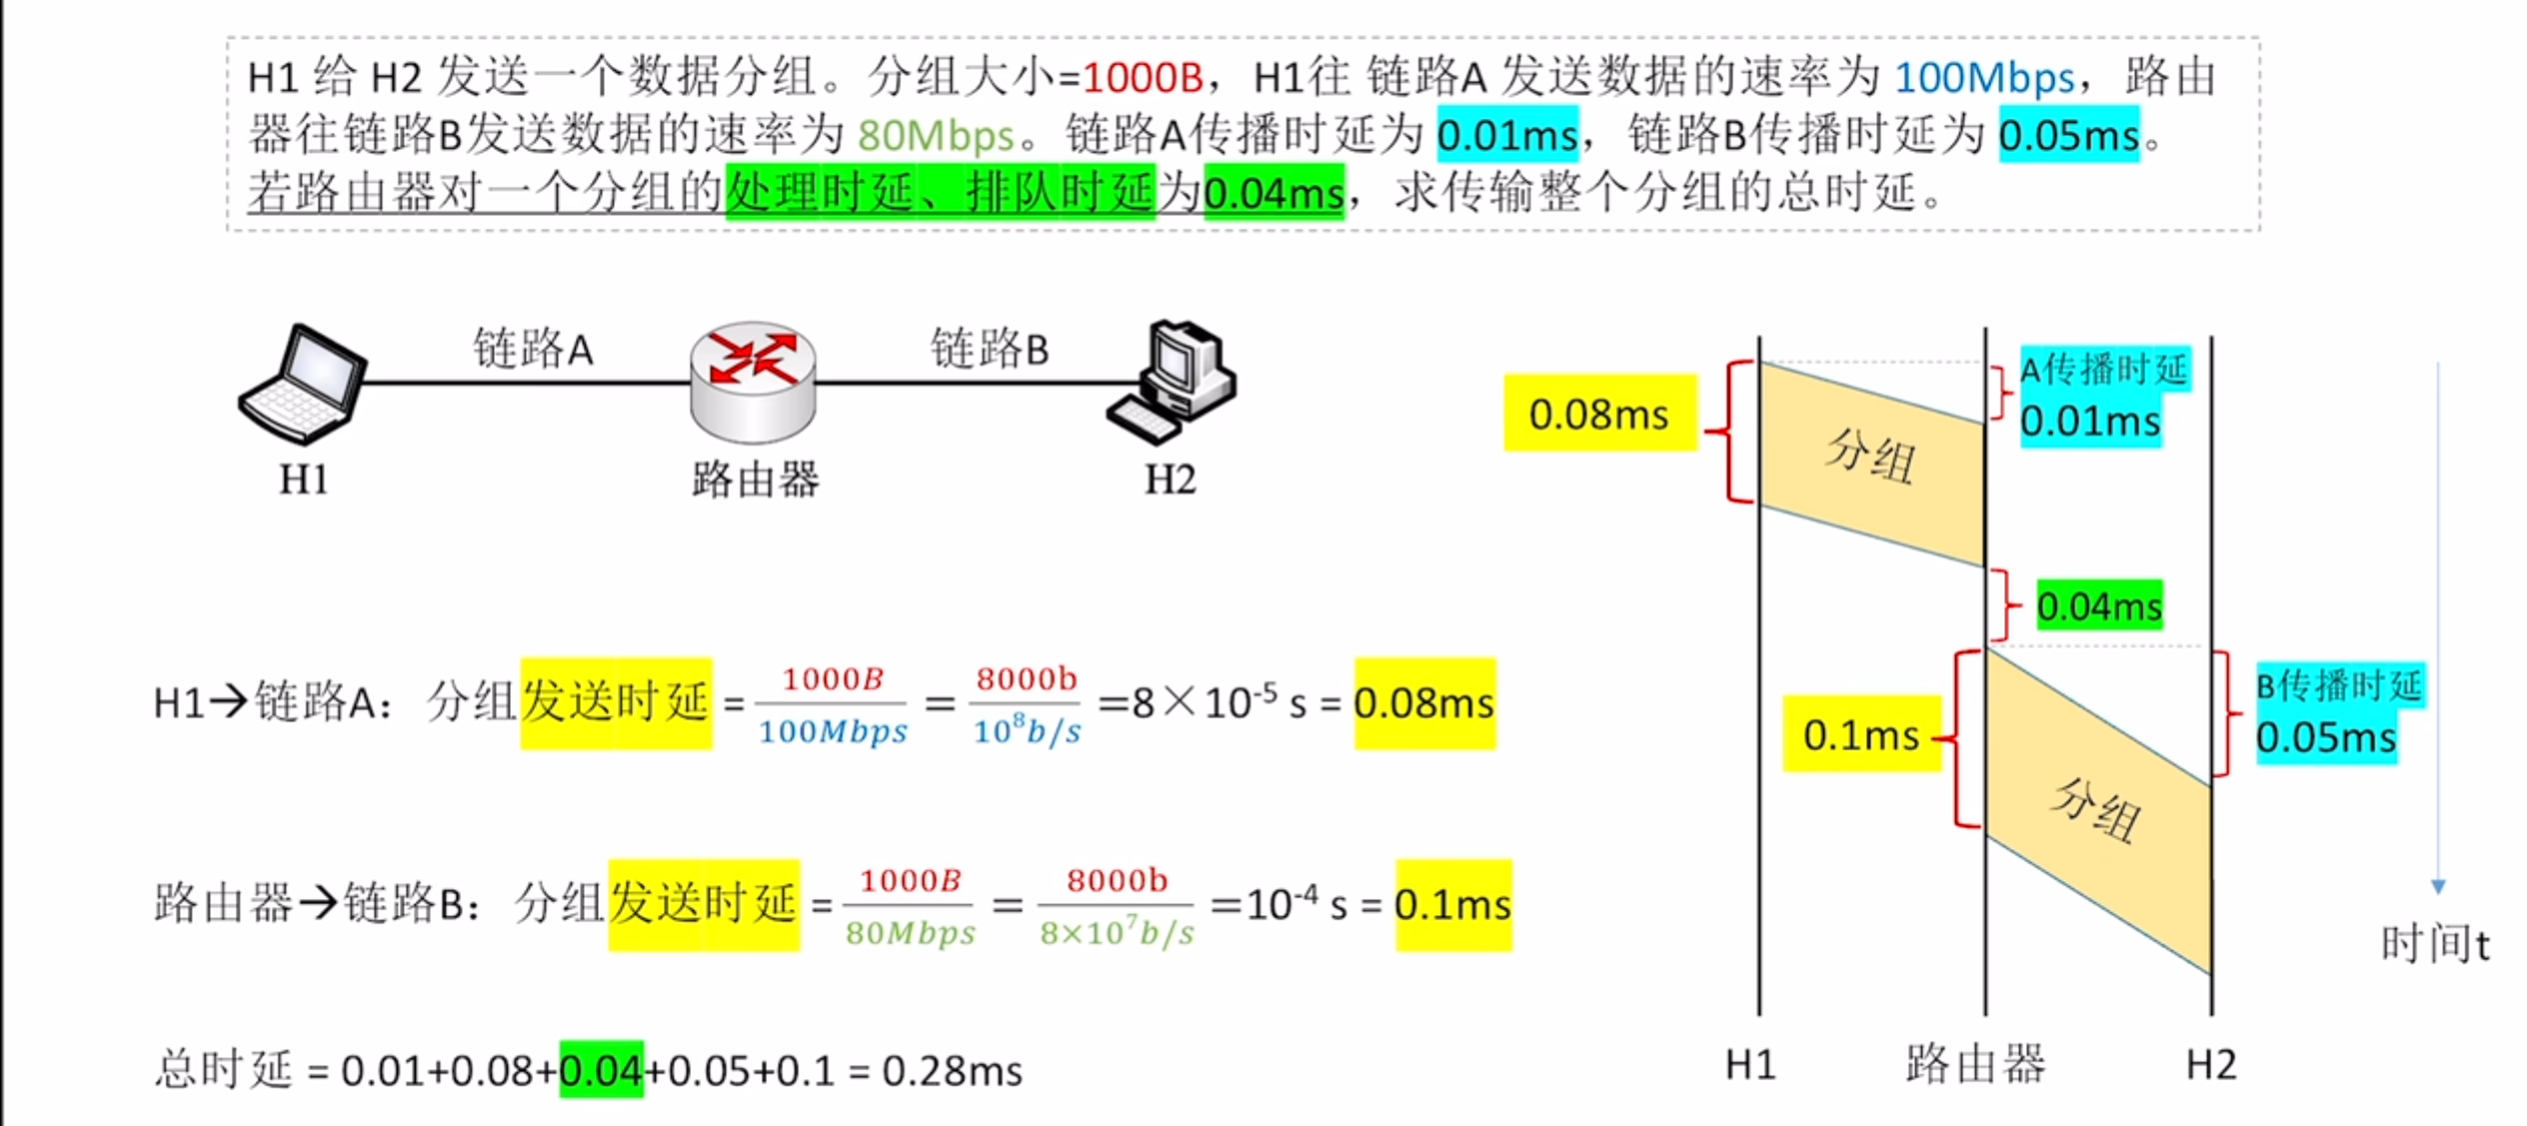 H1 给 H2 发送一个数据分组。分组大小=1000B，H1往 链路A 发送数据的速率为 100Mbps，路由
器往链路B发送数据的速率为 80Mbps。链路A传播时延为 0.01ms，链路B传播时延为 0.05ms。
若路由器对一个分组的处理时延、排队时延为0.04ms，求传输整个分组的总时延。
链路A
链路B
H1
路由器
H2
H1→链路A：分组发送时延 = 1000B/100Mbps = 8000b/10⁸b/s =8×10⁻⁵ s = 0.08ms
路由器→链路B：分组发送时延 = 1000B/80Mbps = 8000b/8×10⁷b/s =10⁻⁴ s = 0.1ms
总时延 = 0.01+0.08+0.04+0.05+0.1 = 0.28ms
0.08ms
分组
A传播时延
0.01ms
0.04ms
0.1ms
分组
B传播时延
0.05ms
时间t
H1
路由器
H2